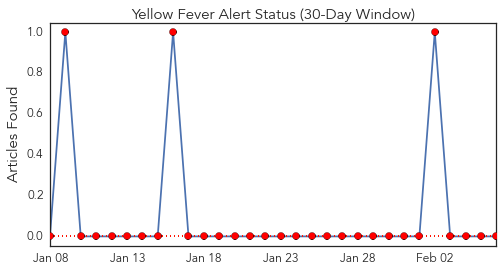 Yellow Fever Alert Status (30-Day Window)
Articles Found
1.0
0.8
0.6
0.4
0.2
0.0
Jan 08 Jan 13 Jan 18 Jan 23 Jan 28 Feb 02